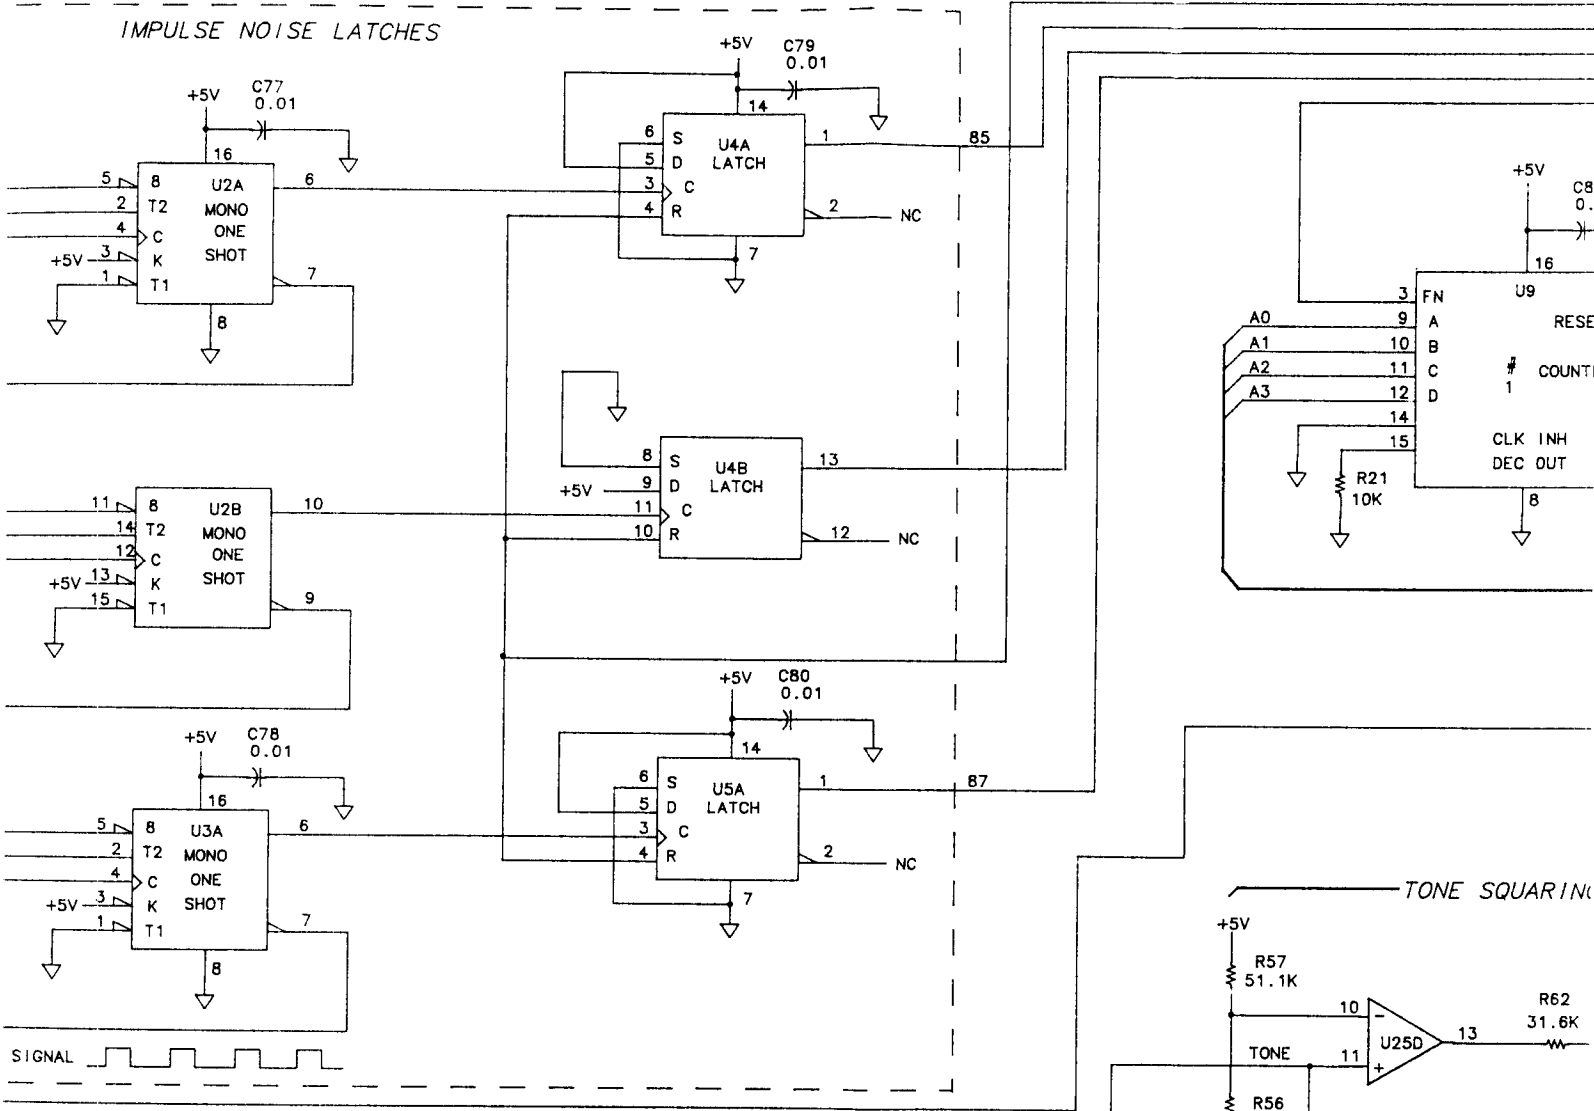 IMPULSE NOISE LATCHES
+5V
C77
0.01
16
5
8
U2A
6
2
T2
MONO
4
C
ONE
+5V
3
K
SHOT
1
T1
7
8
+5V
C79
0.01
14
6
S
U4A
1
85
5
D
LATCH
3
C
4
R
2
NC
7
8
S
U4B
13
+5V
9
D
LATCH
11
C
10
R
12
NC
11
8
U2B
10
14
T2
MONO
12
C
ONE
+5V
13
K
SHOT
15
T1
9
+5V
C80
0.01
14
6
S
U5A
1
87
5
D
LATCH
3
C
4
R
2
NC
7
+5V
C78
0.01
16
5
8
U3A
6
2
T2
MONO
4
C
ONE
+5V
3
K
SHOT
1
T1
7
8
SIGNAL
+5V
C8
0.
16
3
FN
U9
A0
9
A
RESE
A1
10
B
A2
11
C
#
1
COUNT
A3
12
D
14
CLK INH
15
DEC OUT
R21
10K
8
TONE SQUARIN
+5V
R57
51.1K
10
-
U25D
13
R62
31.6K
TONE
11
+
R56